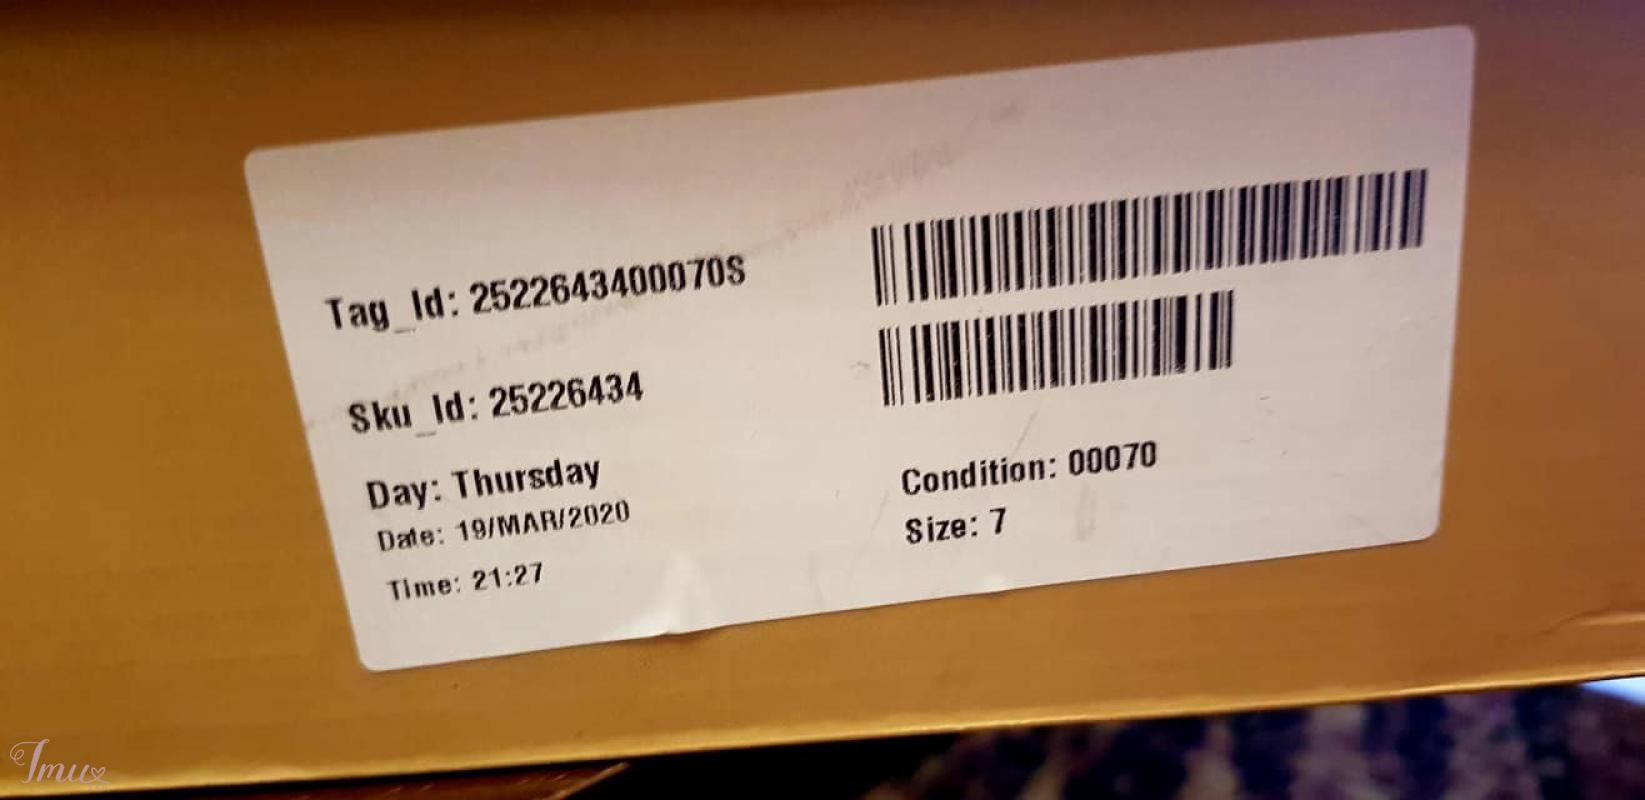 Tag_Id: 2522643400070S
Sku_Id: 25226434
Day: Thursday
Date: 19/MAR/2020
Time: 21:27
Condition: 00070
Size: 7
Imu